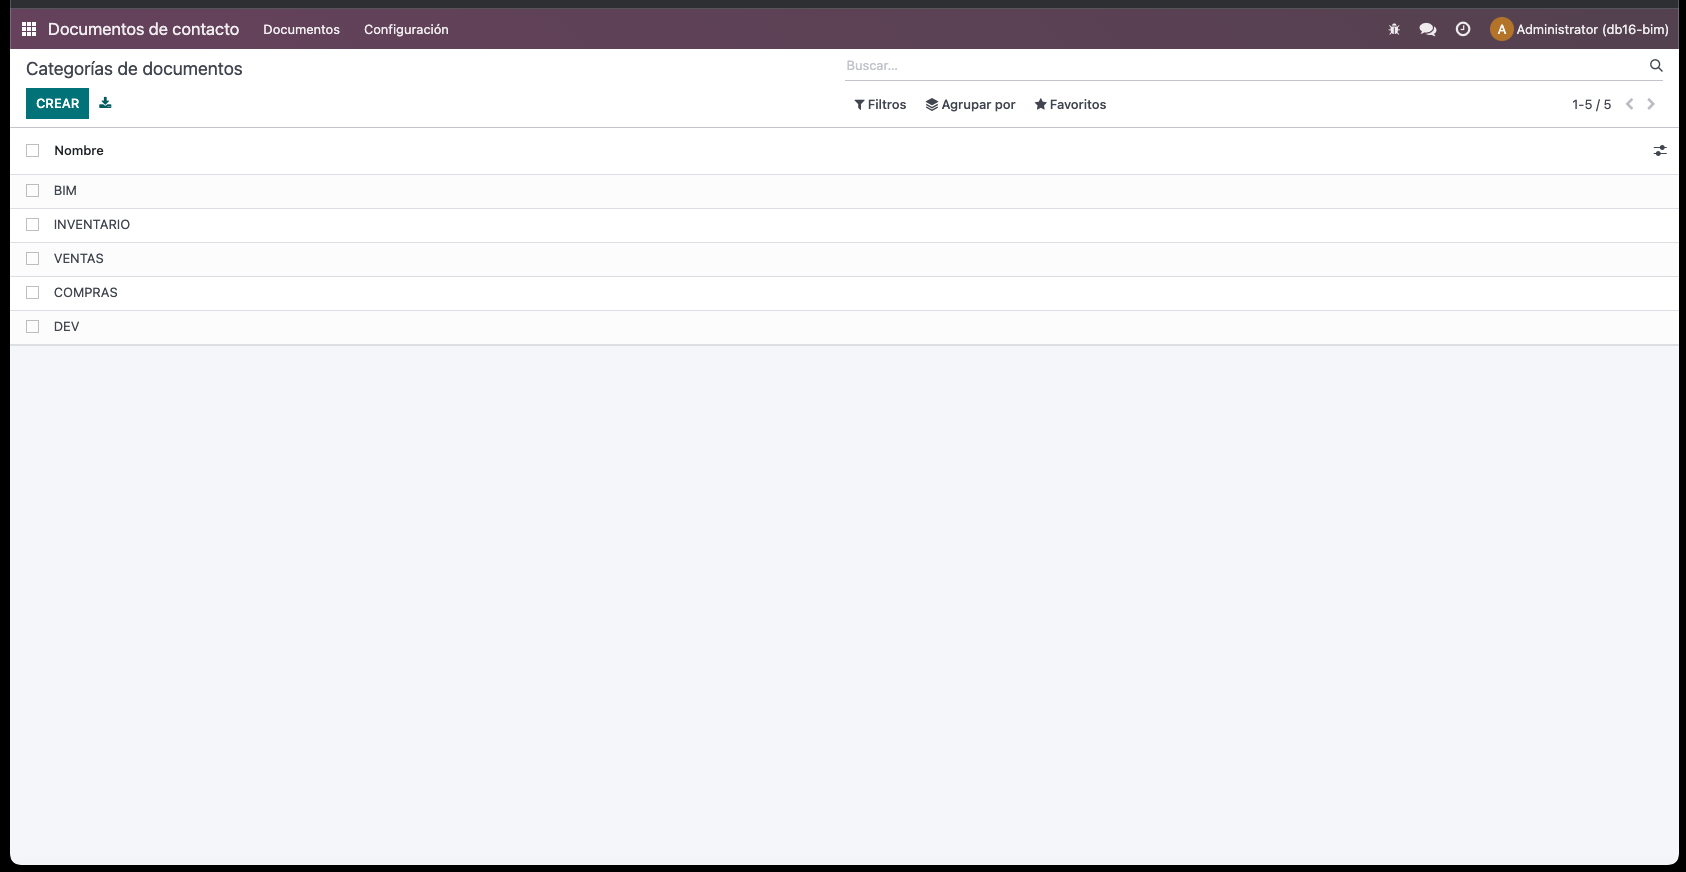 Documentos de contacto Documentos Configuración A Administrator (db16-bim)
Categorías de documentos Buscar...
CREAR Filtros Agrupar por Favoritos 1-5 / 5
Nombre
BIM
INVENTARIO
VENTAS
COMPRAS
DEV